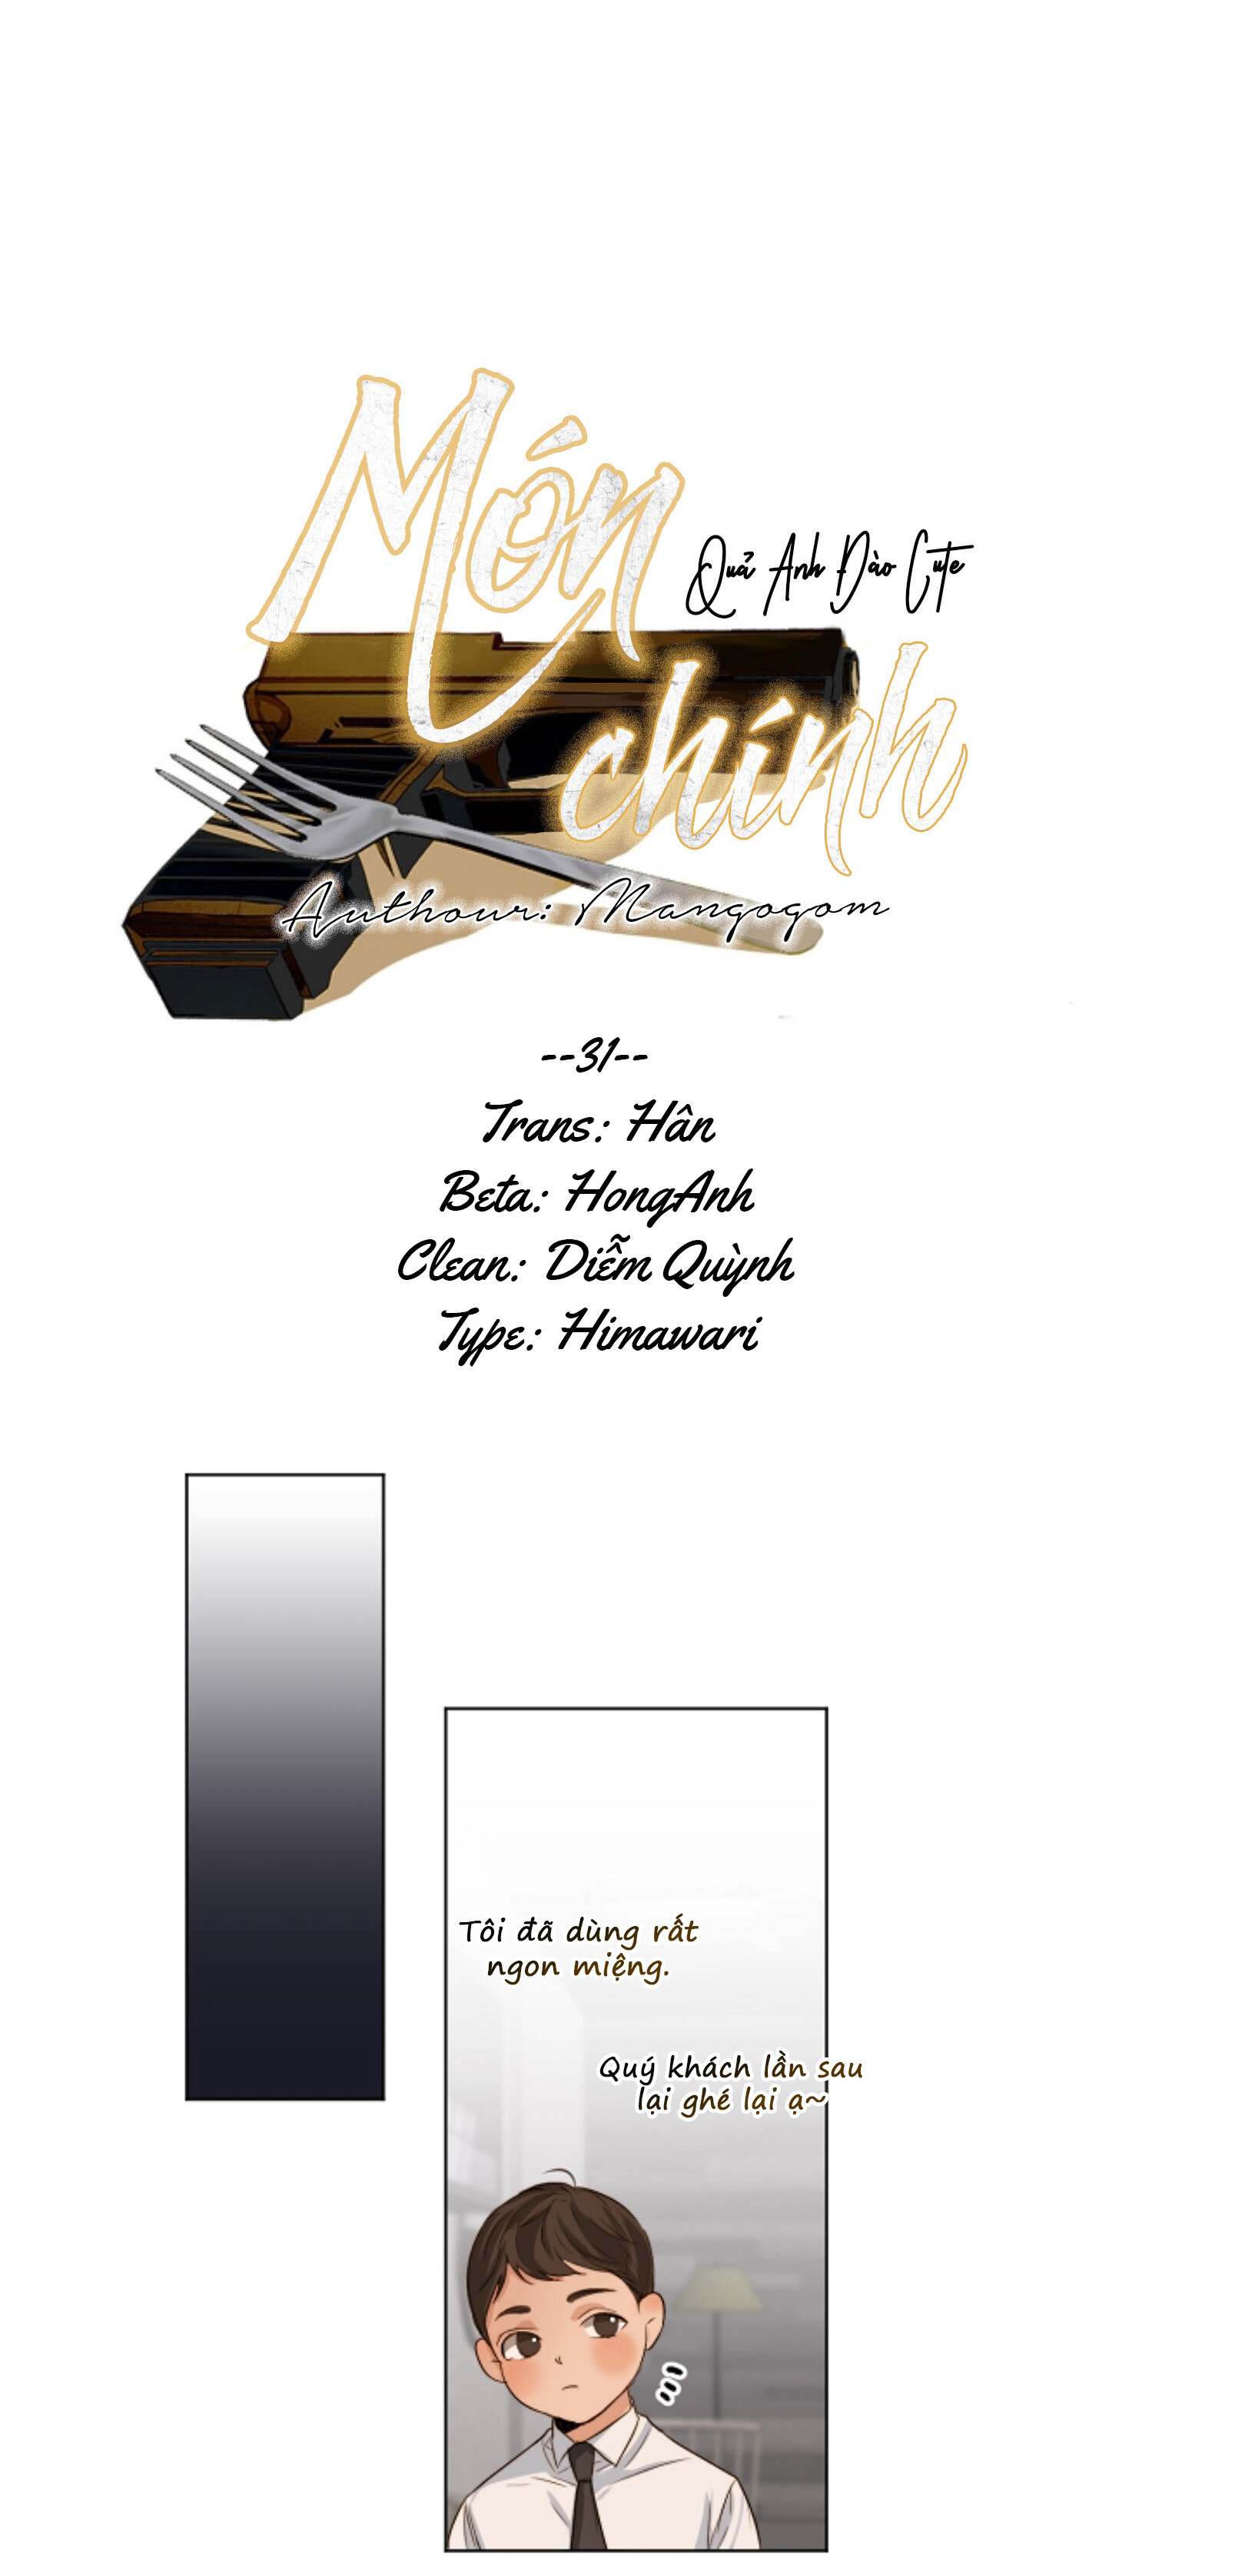 Món
Quả Anh Đào Cute
chính
Authour: Mangogom
--31--
Trans: Hân
Beta: HongAnh
Clean: Diễm Quỳnh
Type: Himawari
Tôi đã dùng rất
ngon miệng.
Quý khách lần sau
lại ghé lại ạ~